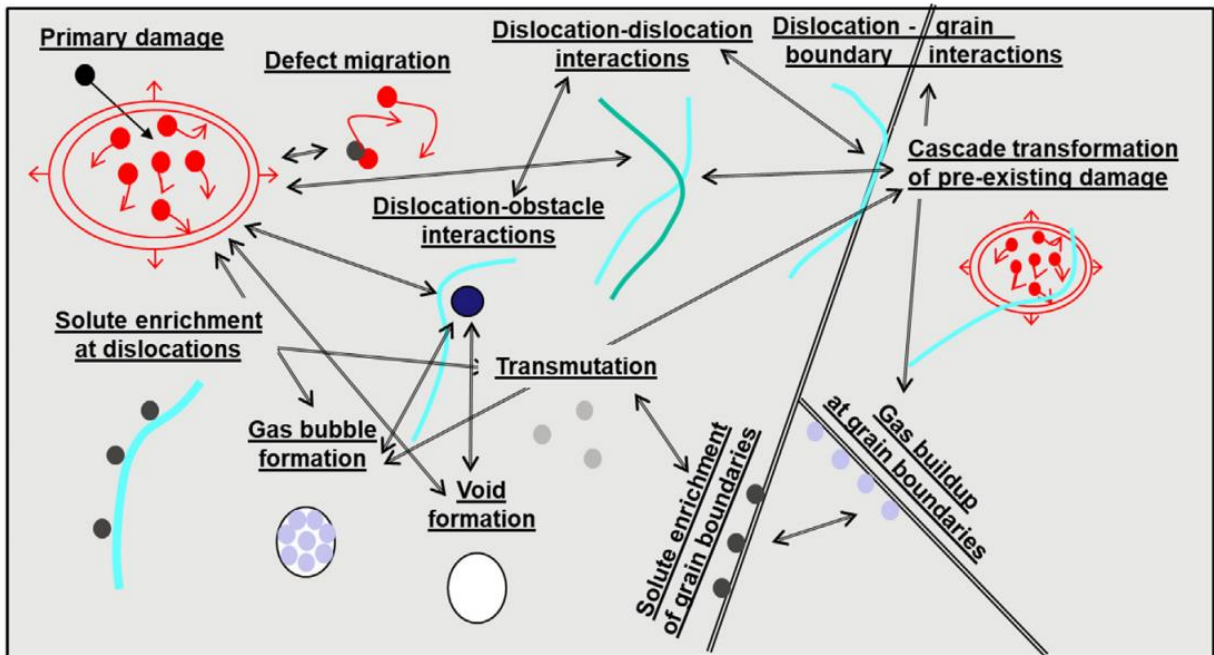 Primary damage
Defect migration
Dislocation-dislocation
interactions
Dislocation - grain
boundary interactions
Cascade transformation
of pre-existing damage
Dislocation-obstacle
interactions
Solute enrichment
at dislocations
Transmutation
Gas bubble
formation
Void
formation
Solute enrichment
of grain boundaries
Gas buildup
at grain boundaries